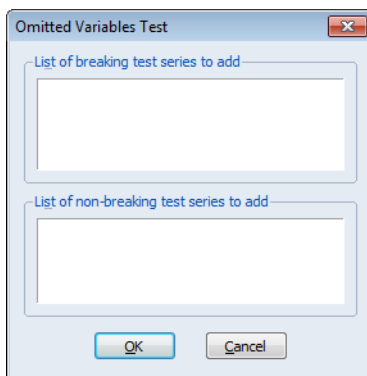 Omitted Variables Test
List of breaking test series to add
List of non-breaking test series to add
OK
Cancel